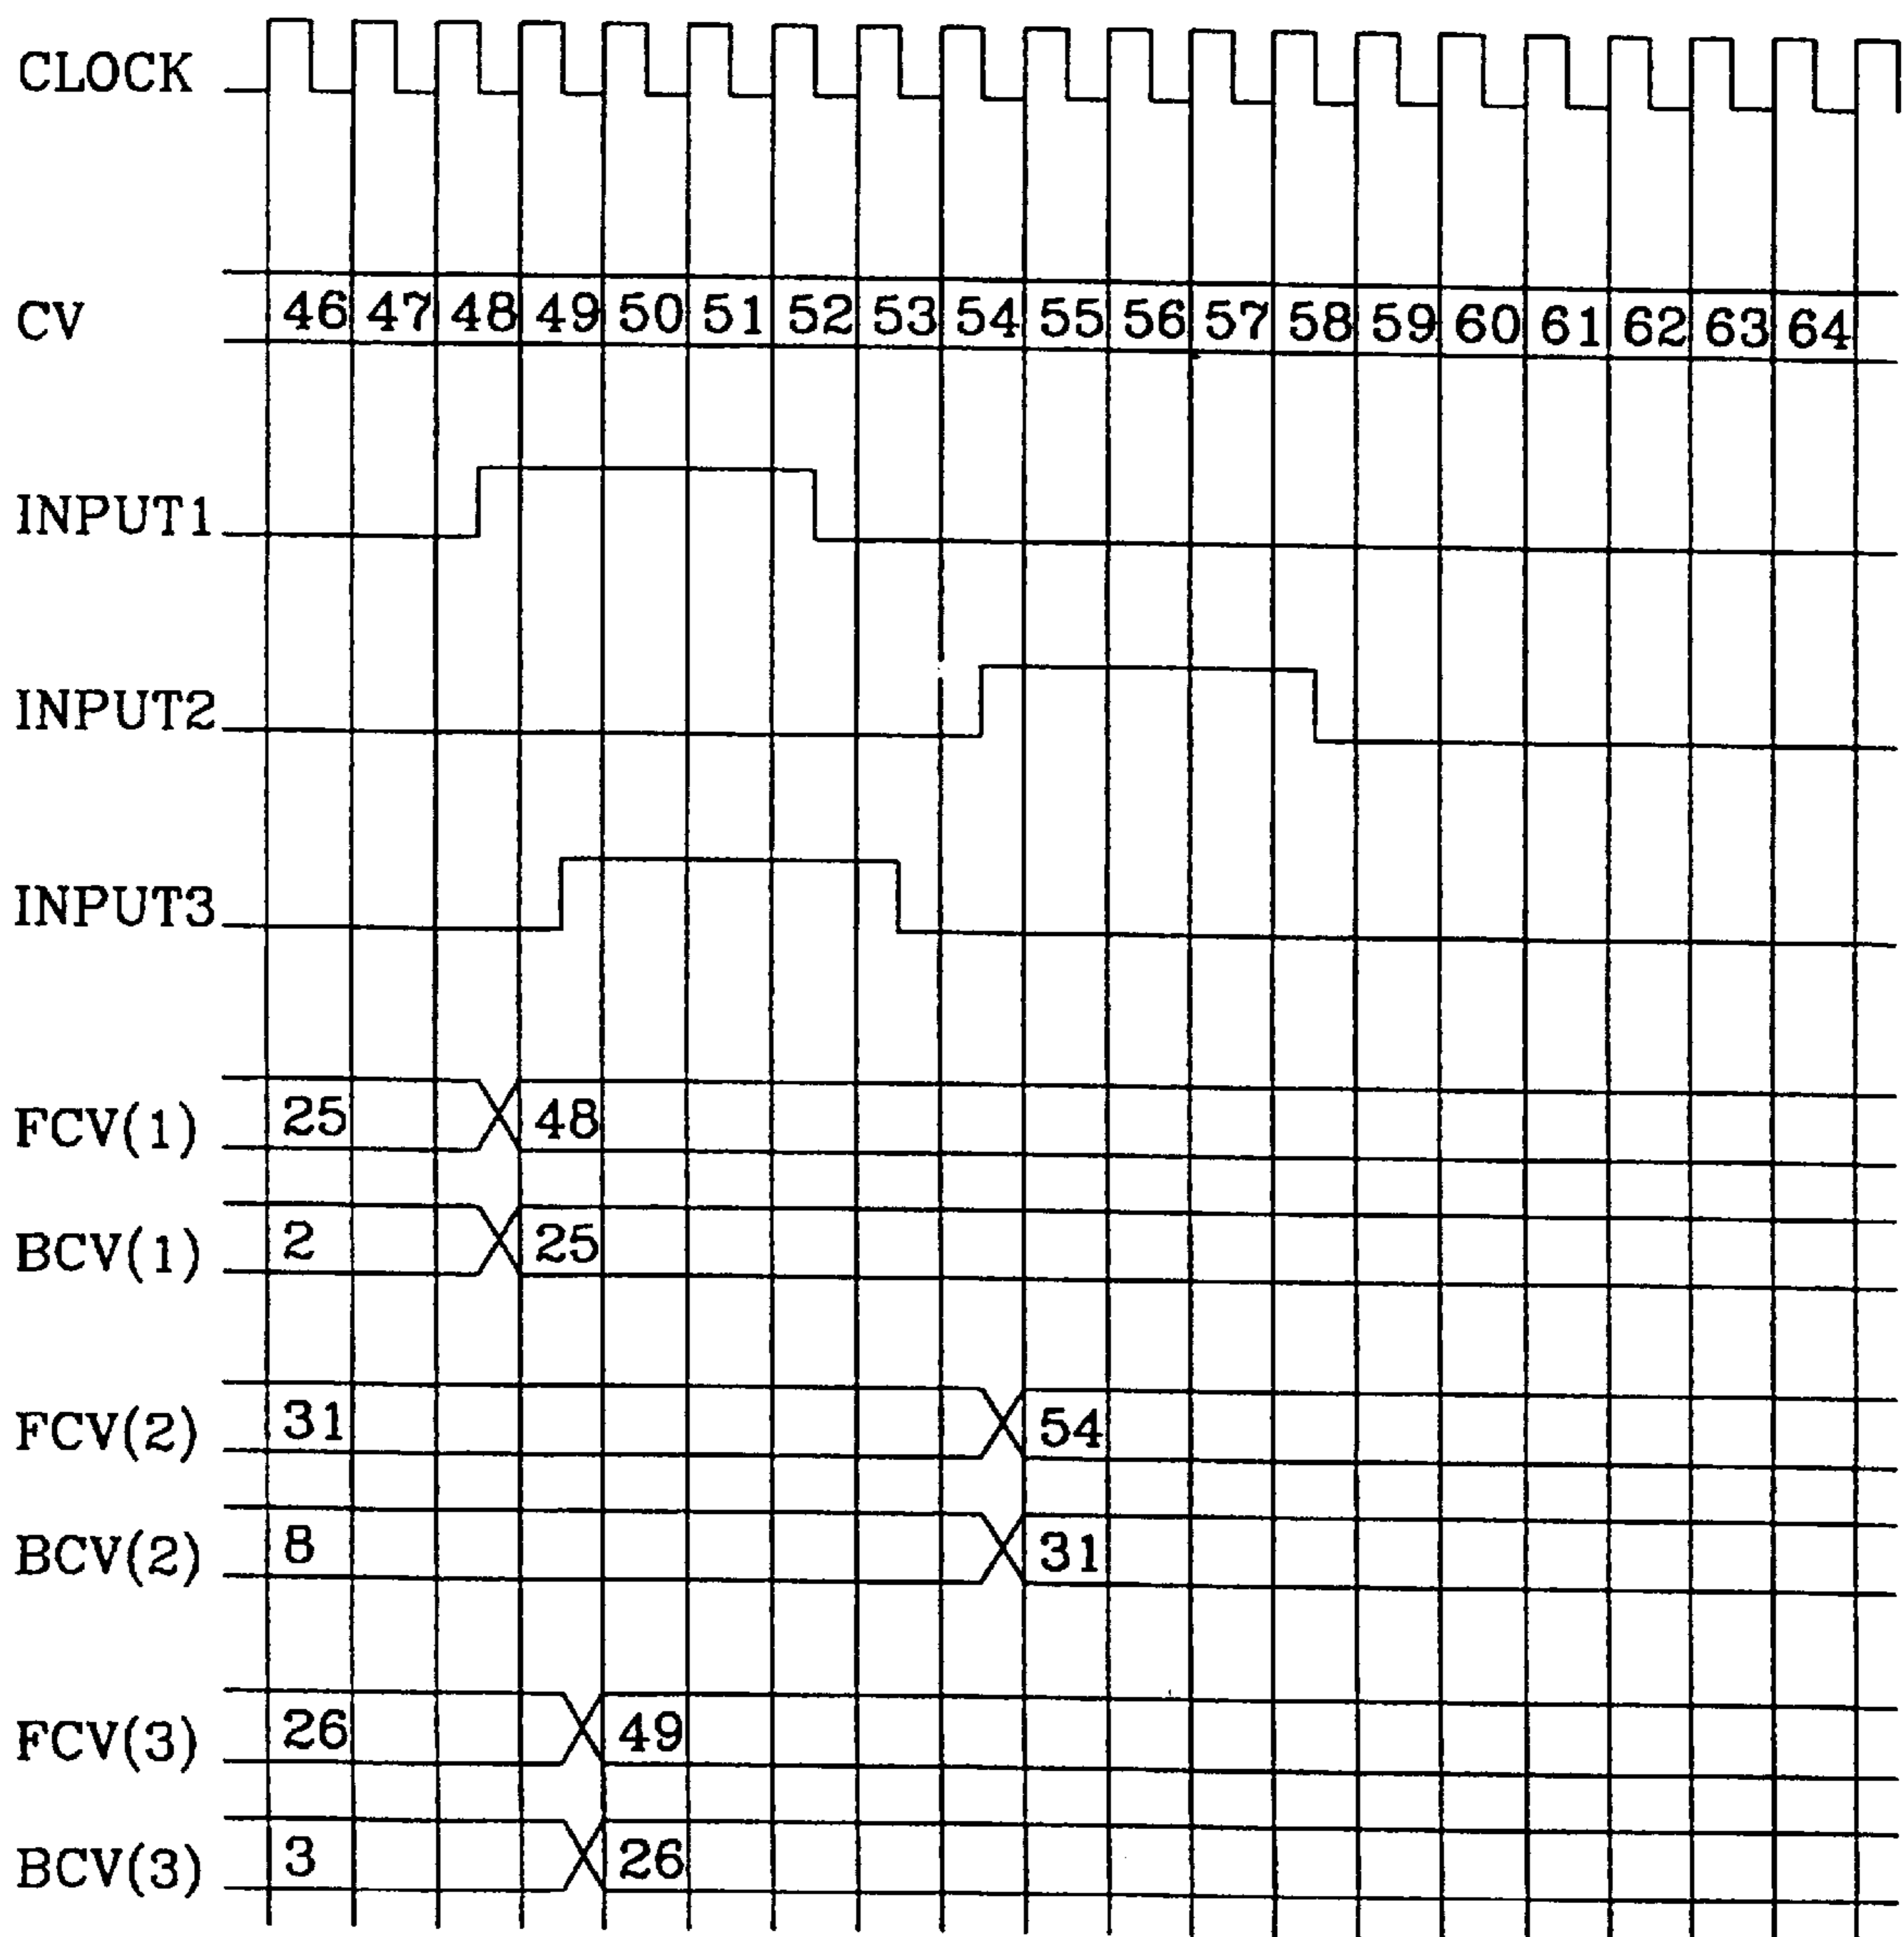 CLOCK
CV 46 47 48 49 50 51 52 53 54 55 56 57 58 59 60 61 62 63 64
INPUT1
INPUT2
INPUT3
FCV(1) 25 48
BCV(1) 2 25
FCV(2) 31 54
BCV(2) 8 31
FCV(3) 26 49
BCV(3) 3 26